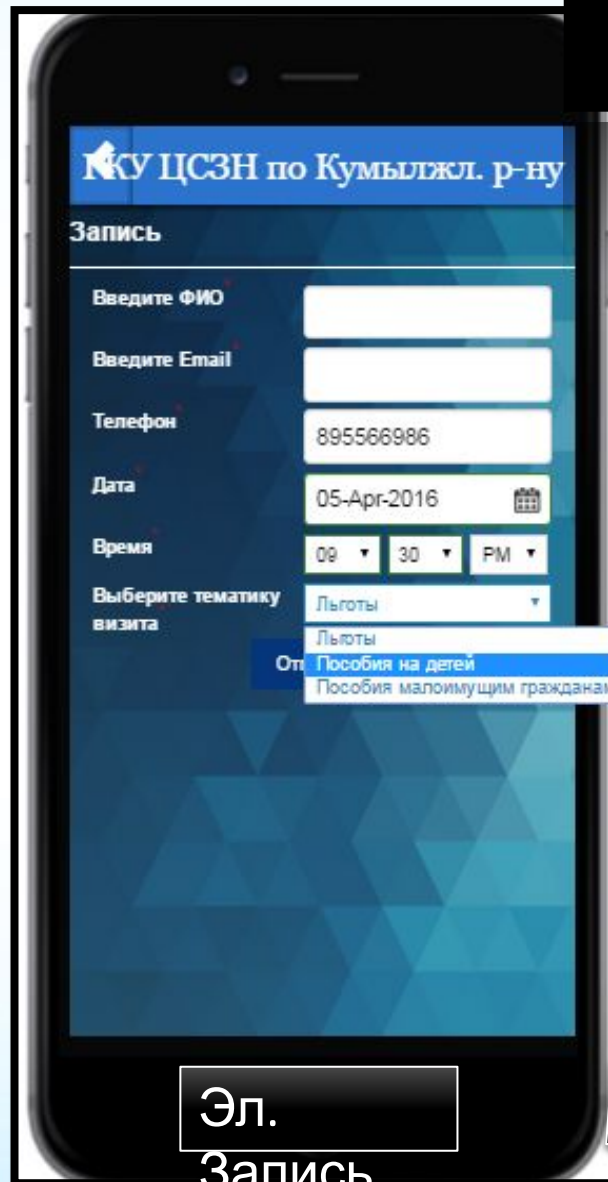 ГКУ ЦСЗН по Кумылжл. р-ну
Запись
Введите ФИО *
Введите Email *
Телефон *
895566986
Дата *
05-Apr-2016
Время *
09 30 PM
Выберите тематику
визита *
Льготы
Льготы
Пособия на детей
Пособия малоимущим гражданам
Эл.
Запись